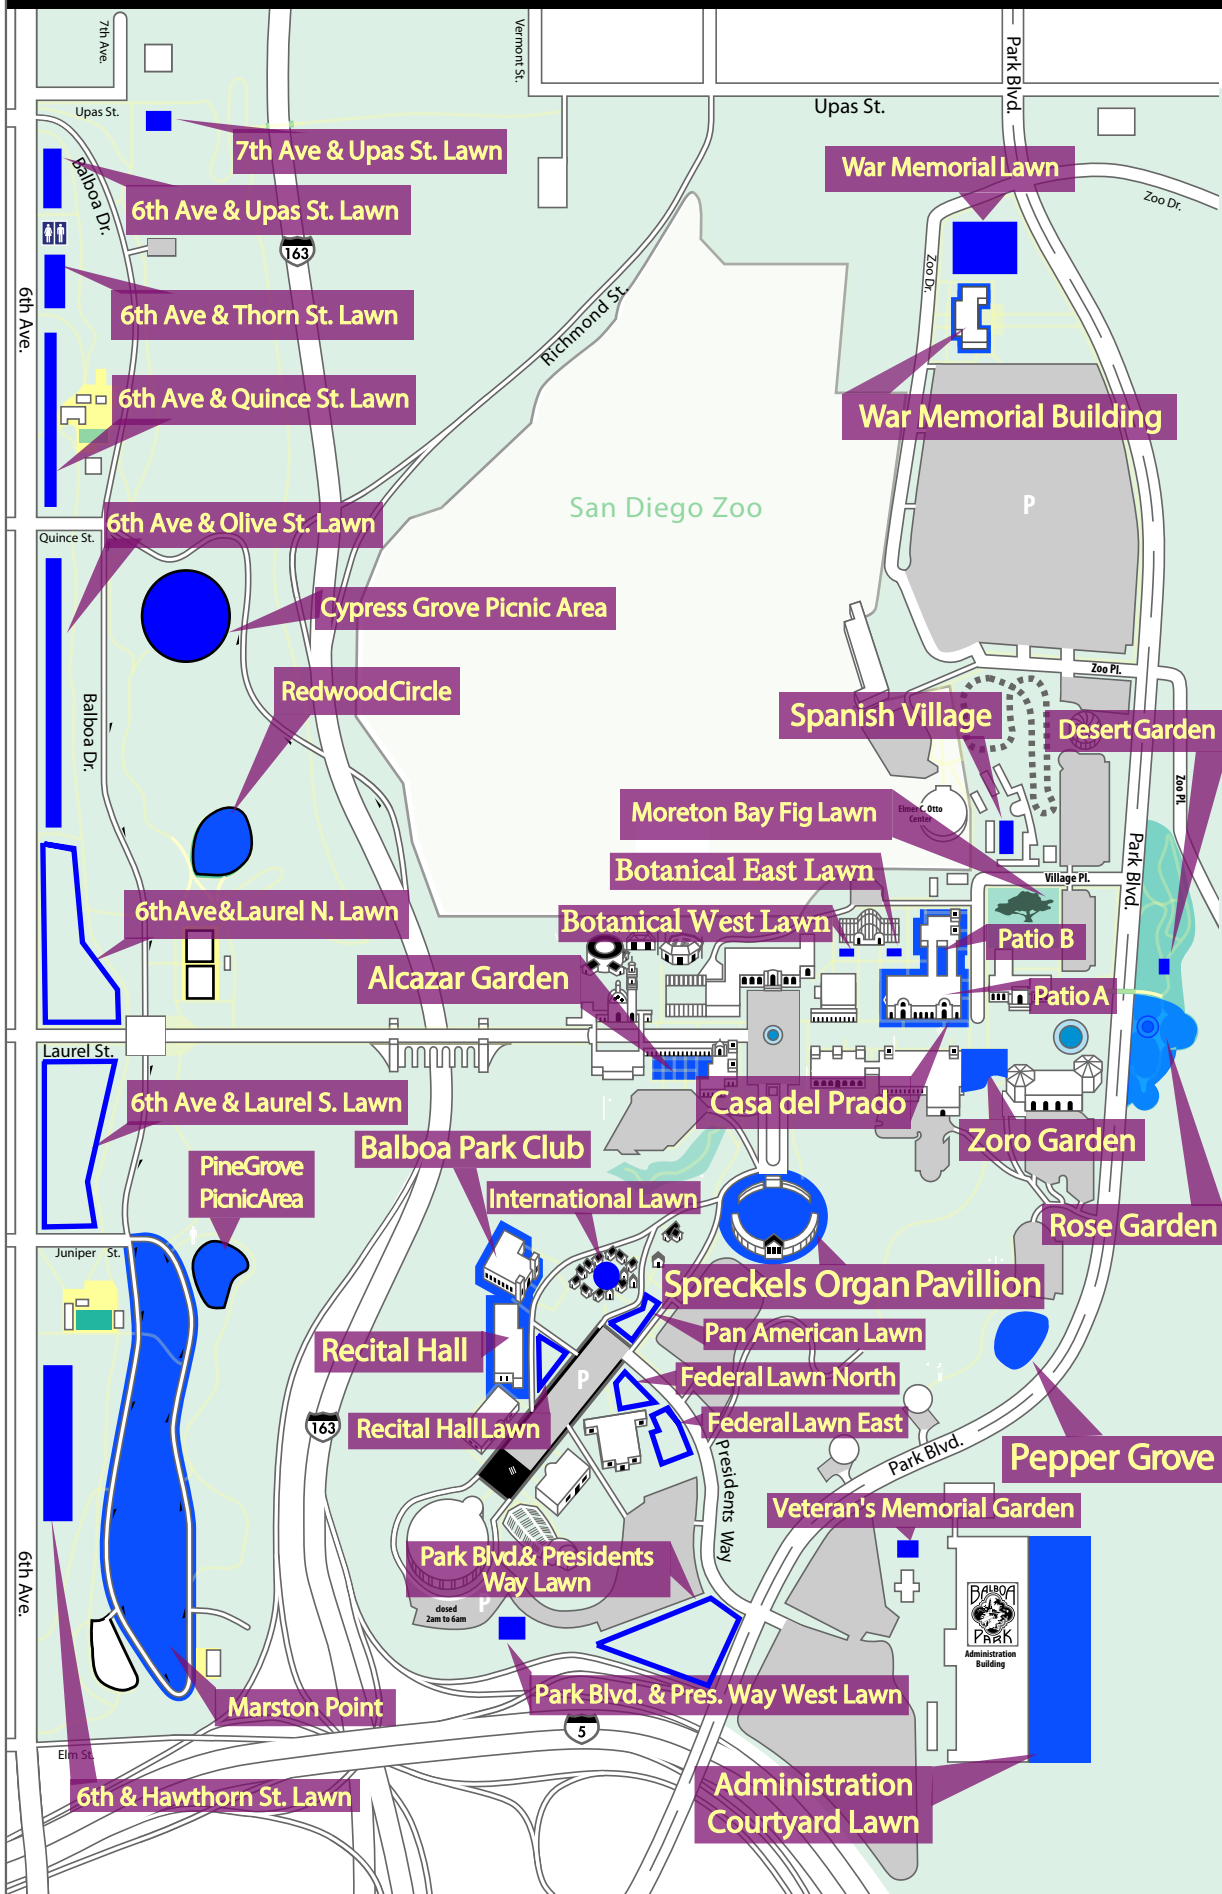 7th Ave.
Vermont St.
Park Blvd.
Upas St.
Upas St.
7th Ave & Upas St. Lawn
War Memorial Lawn
Balboa Dr.
Zoo Dr.
6th Ave & Upas St. Lawn
163
Zoo Dr.
6th Ave.
6th Ave & Thorn St. Lawn
Richmond St.
6th Ave & Quince St. Lawn
War Memorial Building
San Diego Zoo
P
6th Ave & Olive St. Lawn
Quince St.
Cypress Grove Picnic Area
Zoo Pl.
Redwood Circle
Balboa Dr.
Spanish Village
Desert Garden
Zoo Pl.
Moreton Bay Fig Lawn
Elmer C. Otto
Center
Park Blvd.
Botanical East Lawn
Village Pl.
6th Ave & Laurel N. Lawn
Botanical West Lawn
Patio B
Alcazar Garden
Patio A
Laurel St.
6th Ave & Laurel S. Lawn
Casa del Prado
Balboa Park Club
Zoro Garden
Pine Grove
Picnic Area
International Lawn
Rose Garden
Juniper St.
Spreckels Organ Pavillion
Pan American Lawn
Recital Hall
P
Federal Lawn North
163
Recital Hall Lawn
Federal Lawn East
Park Blvd.
Pepper Grove
Presidents Way
Veteran's Memorial Garden
Park Blvd.& Presidents
Way Lawn
6th Ave.
P
closed
2am to 6am
BALBOA
PARK
Administration
Building
Park Blvd. & Pres. Way West Lawn
Marston Point
5
Elm St.
6th & Hawthorn St. Lawn
Administration
Courtyard Lawn